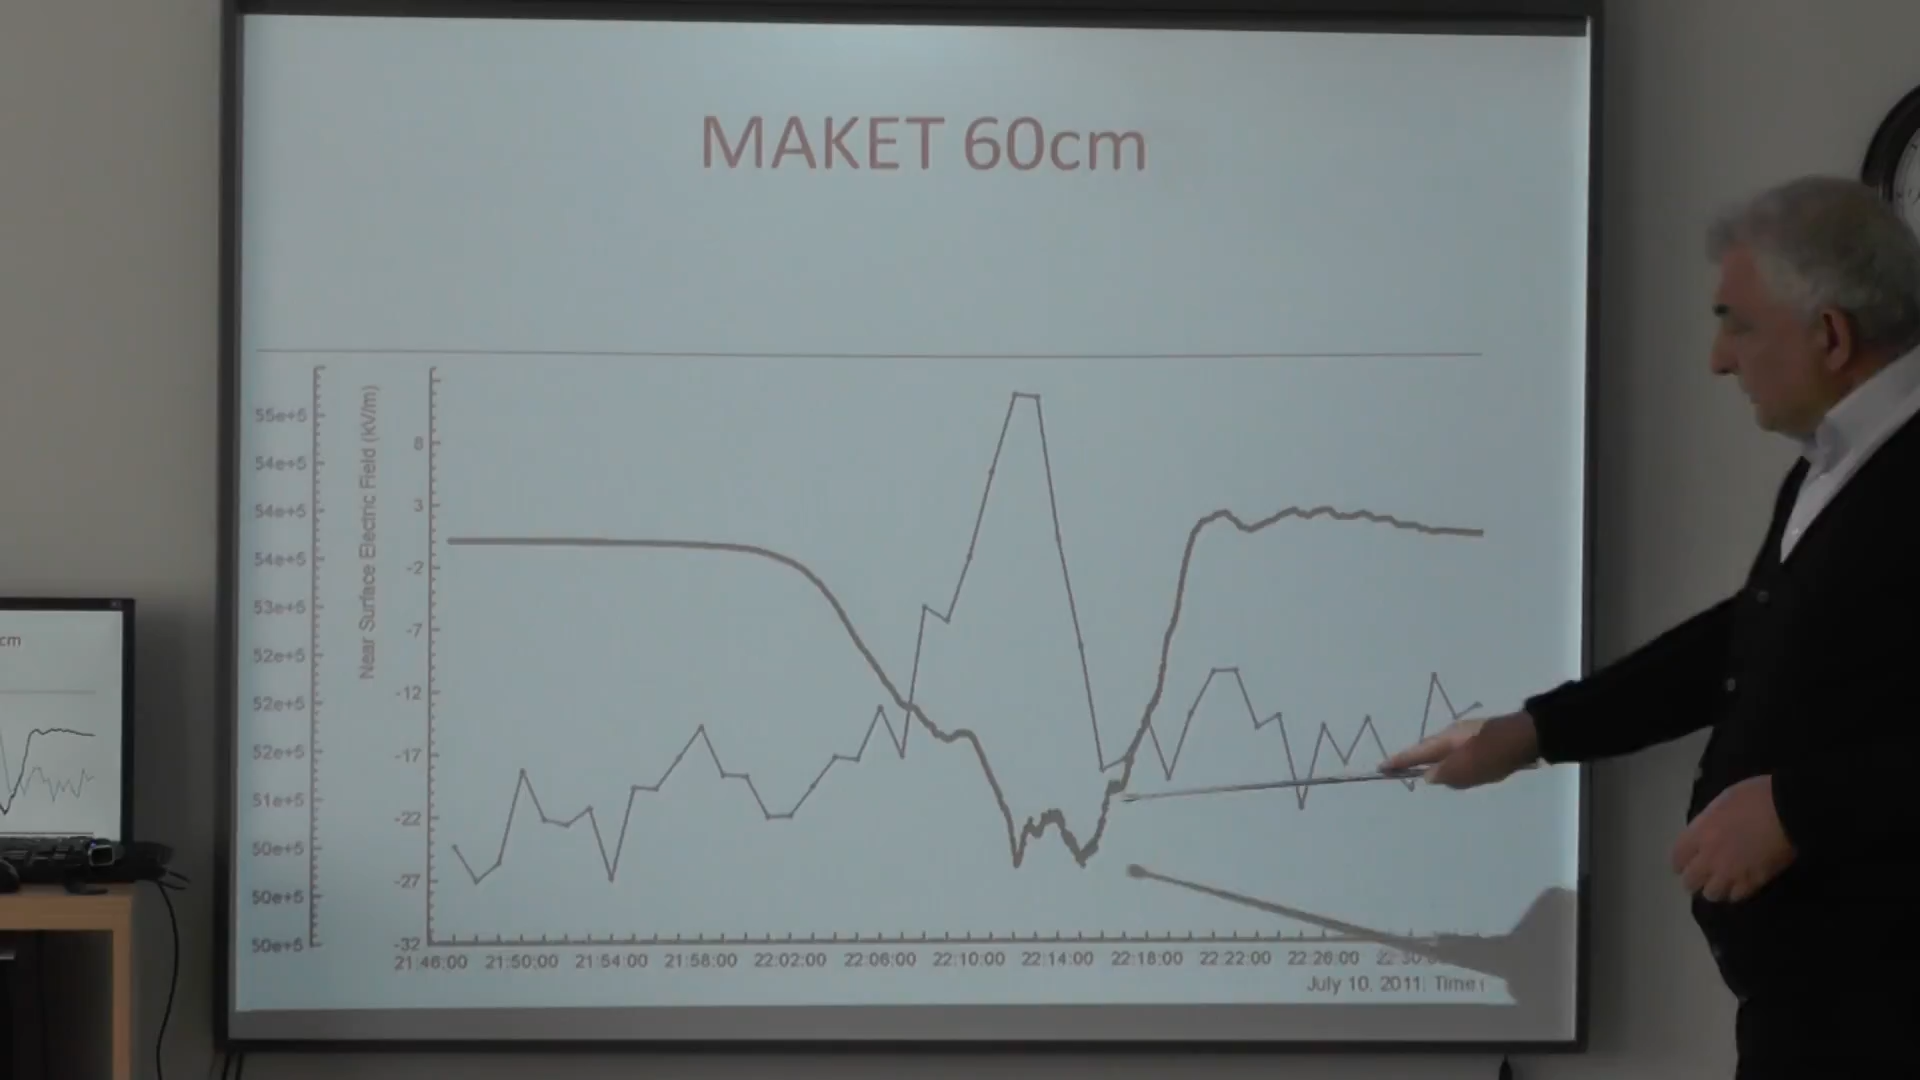 MAKET 60cm
cm
Near Surface Electric Field (kV/m)
55e+5
54e+5
54e+5
54e+5
53e+5
52e+5
52e+5
52e+5
51e+5
50e+5
50e+5
50e+5
8
3
-2
-7
-12
-17
-22
-27
-32
21:46:00 21:50:00 21:54:00 21:58:00 22:02:00 22:06:00 22:10:00 22:14:00 22:18:00 22:22:00 22:26:00
July 10, 2011; Time